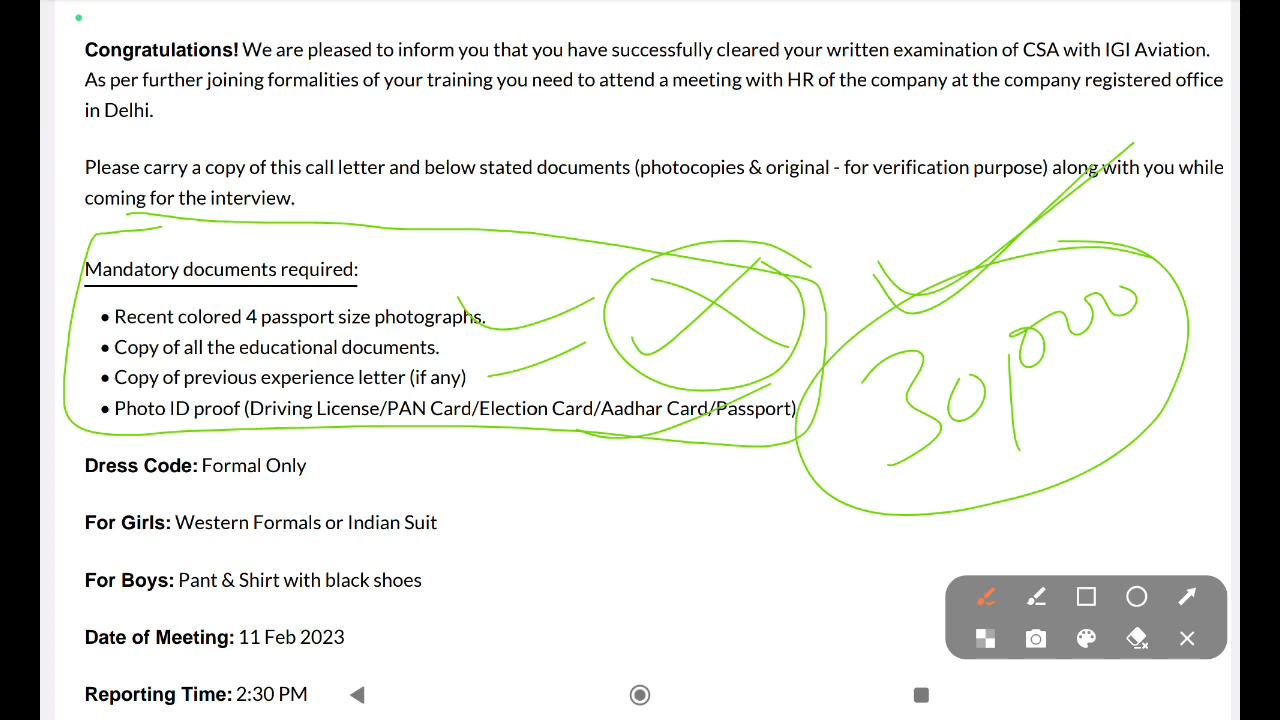 Congratulations! We are pleased to inform you that you have successfully cleared your written examination of CSA with IGI Aviation.
As per further joining formalities of your training you need to attend a meeting with HR of the company at the company registered office
in Delhi.
Please carry a copy of this call letter and below stated documents (photocopies & original - for verification purpose) along with you while
coming for the interview.
Mandatory documents required:
• Recent colored 4 passport size photographs.
• Copy of all the educational documents.
• Copy of previous experience letter (if any)
• Photo ID proof (Driving License/PAN Card/Election Card/Aadhar Card/Passport)
Dress Code: Formal Only
For Girls: Western Formals or Indian Suit
For Boys: Pant & Shirt with black shoes
Date of Meeting: 11 Feb 2023
Reporting Time: 2:30 PM